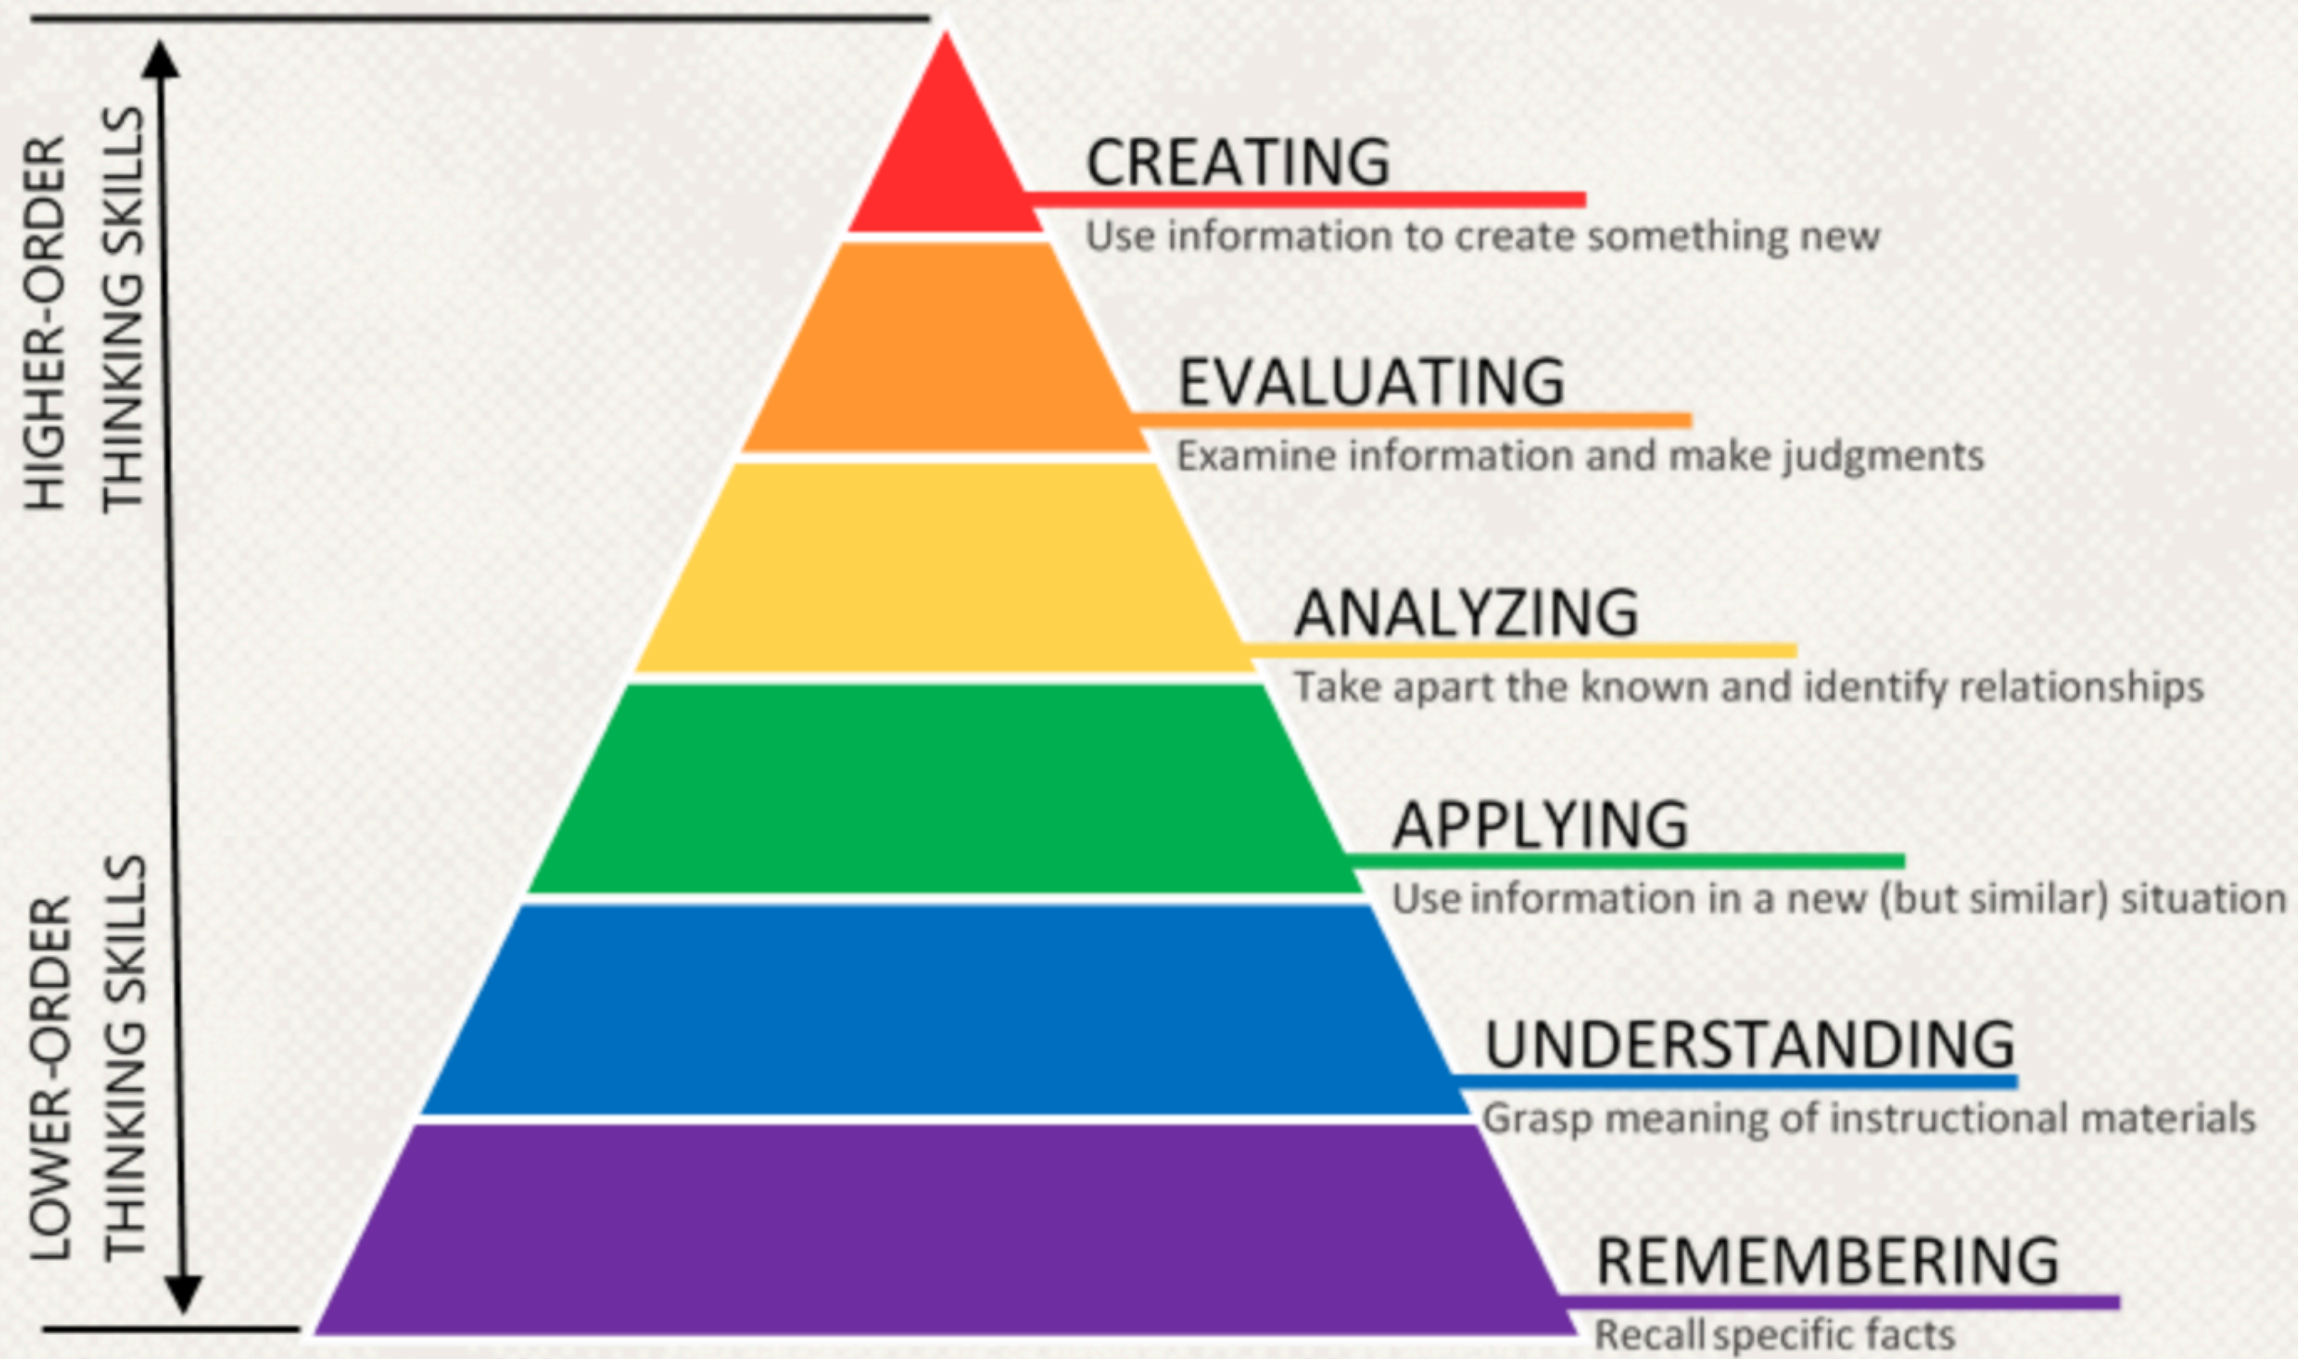 HIGHER-ORDER
THINKING SKILLS
CREATING
Use information to create something new
EVALUATING
Examine information and make judgments
ANALYZING
Take apart the known and identify relationships
APPLYING
Use information in a new (but similar) situation
LOWER-ORDER
THINKING SKILLS
UNDERSTANDING
Grasp meaning of instructional materials
REMEMBERING
Recall specific facts